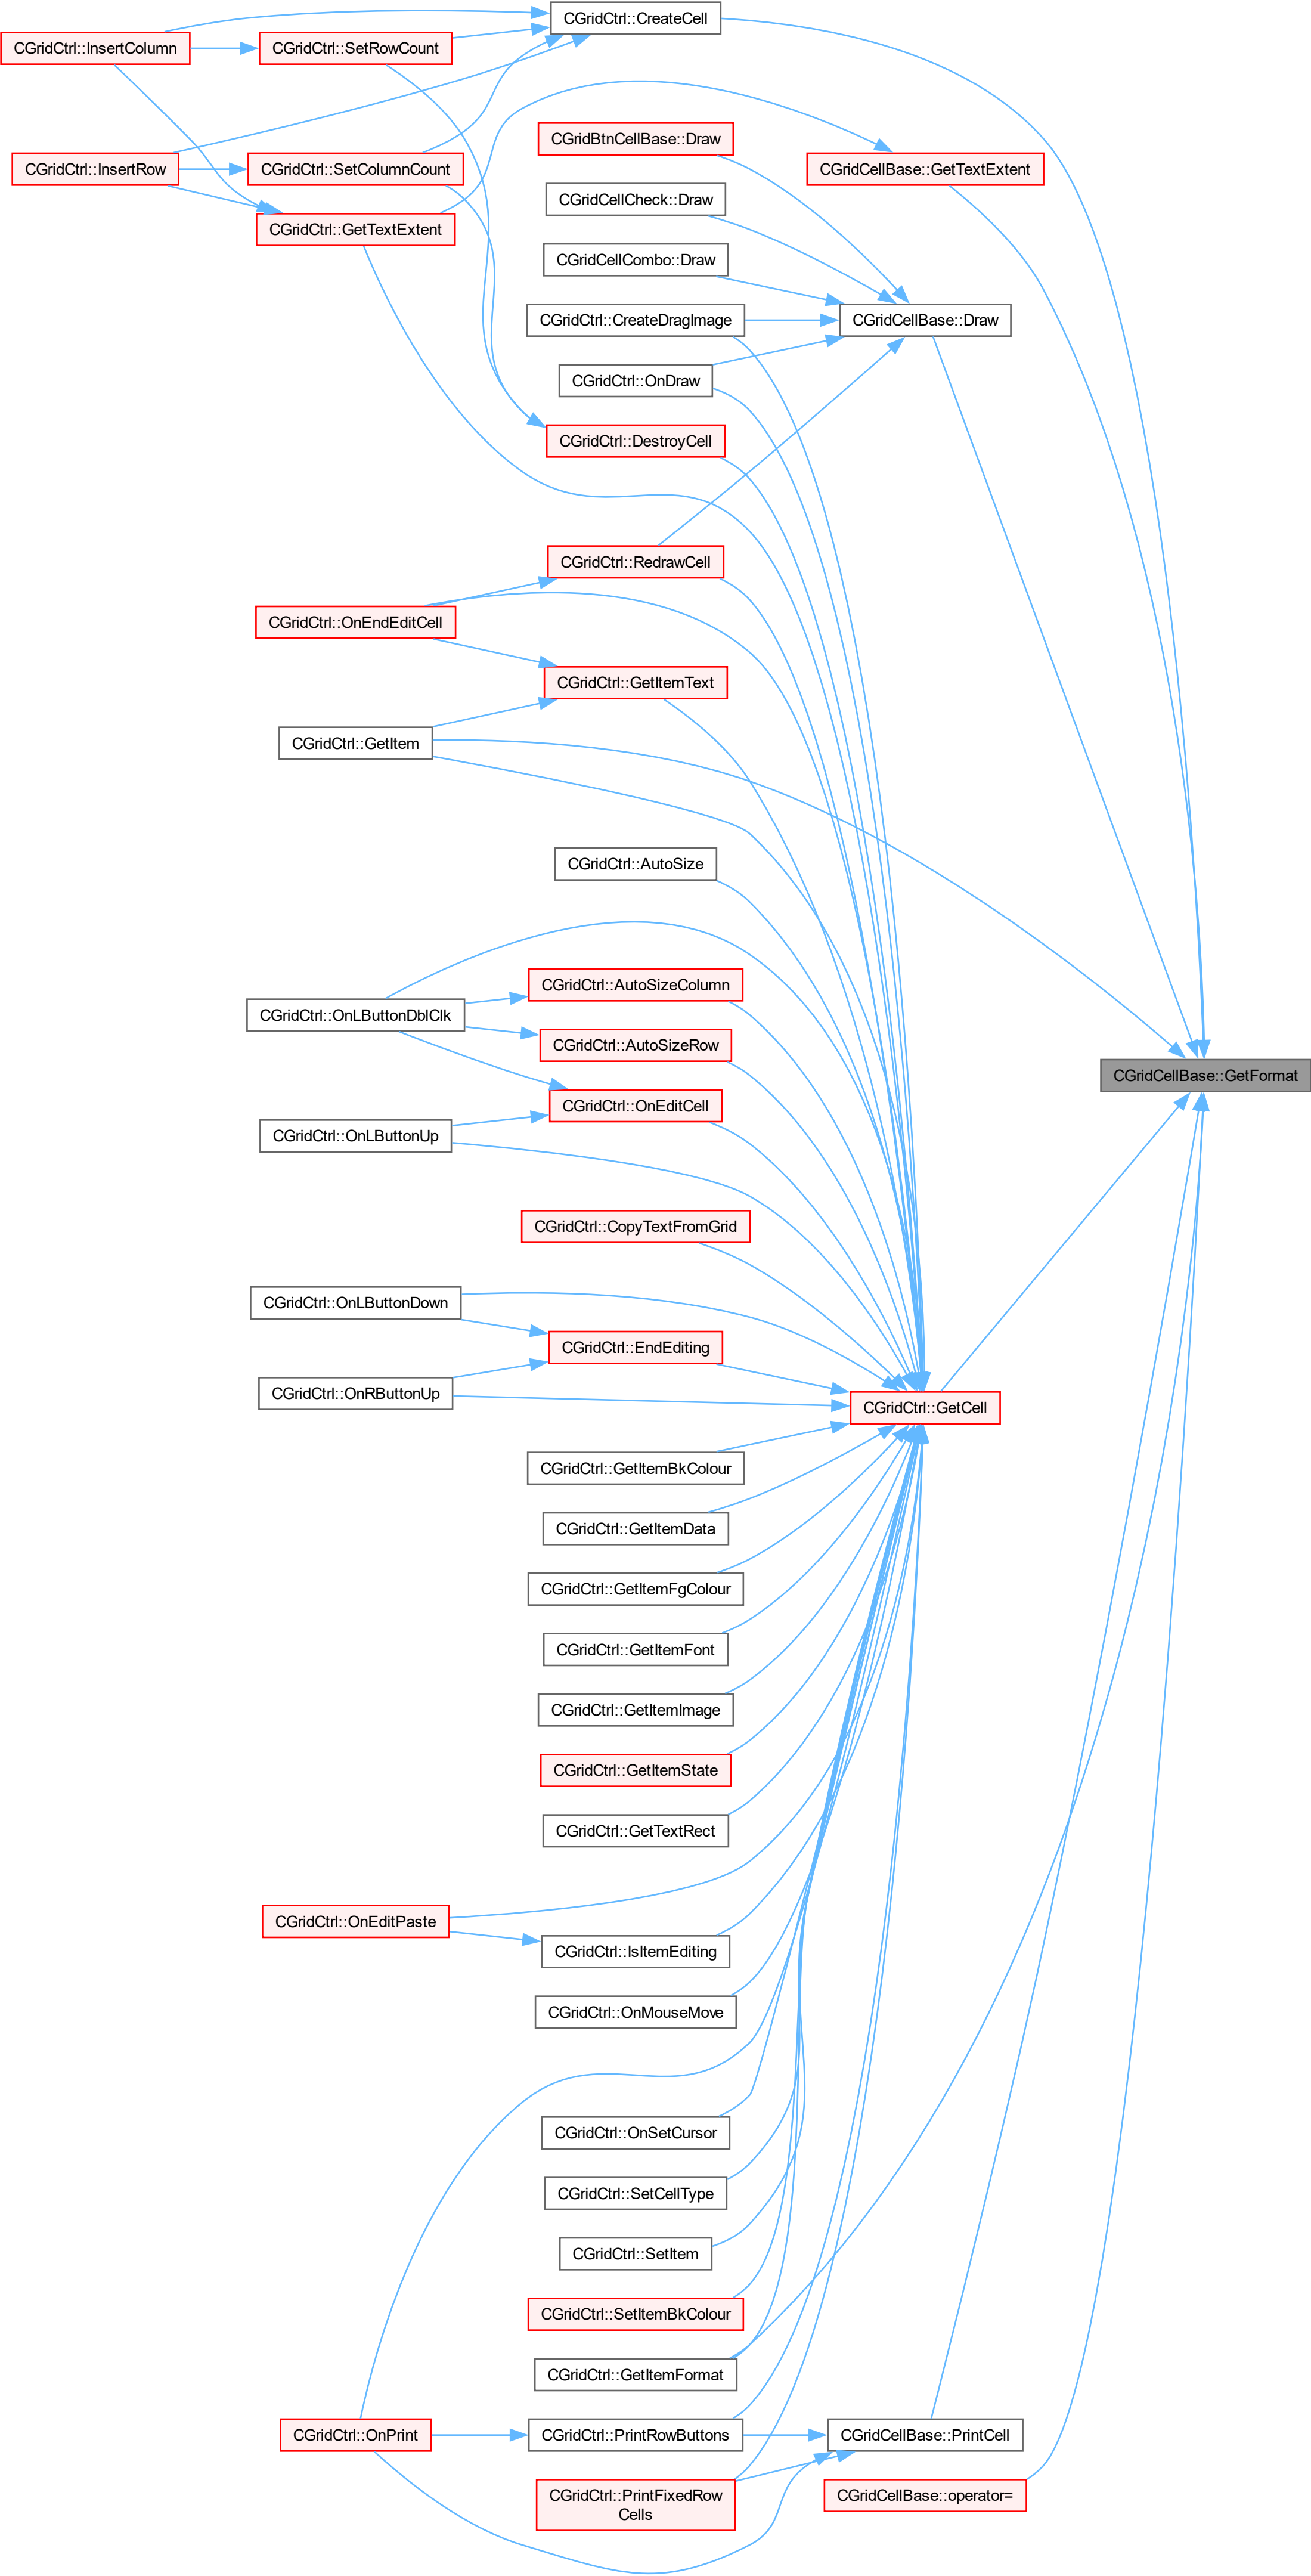 CGridCtrl::CreateCell
CGridCtrl::InsertColumn
CGridCtrl::SetRowCount
CGridBtnCellBase::Draw
CGridCtrl::InsertRow
CGridCtrl::SetColumnCount
CGridCellBase::GetTextExtent
CGridCellCheck::Draw
CGridCtrl::GetTextExtent
CGridCellCombo::Draw
CGridCtrl::CreateDragImage
CGridCellBase::Draw
CGridCtrl::OnDraw
CGridCtrl::DestroyCell
CGridCtrl::RedrawCell
CGridCtrl::OnEndEditCell
CGridCtrl::GetItemText
CGridCtrl::GetItem
CGridCtrl::AutoSize
CGridCtrl::AutoSizeColumn
CGridCtrl::OnLButtonDblClk
CGridCtrl::AutoSizeRow
CGridCellBase::GetFormat
CGridCtrl::OnEditCell
CGridCtrl::OnLButtonUp
CGridCtrl::CopyTextFromGrid
CGridCtrl::OnLButtonDown
CGridCtrl::EndEditing
CGridCtrl::OnRButtonUp
CGridCtrl::GetCell
CGridCtrl::GetItemBkColour
CGridCtrl::GetItemData
CGridCtrl::GetItemFgColour
CGridCtrl::GetItemFont
CGridCtrl::GetItemImage
CGridCtrl::GetItemState
CGridCtrl::GetTextRect
CGridCtrl::OnEditPaste
CGridCtrl::IsItemEditing
CGridCtrl::OnMouseMove
CGridCtrl::OnSetCursor
CGridCtrl::SetCellType
CGridCtrl::SetItem
CGridCtrl::SetItemBkColour
CGridCtrl::GetItemFormat
CGridCtrl::OnPrint
CGridCtrl::PrintRowButtons
CGridCellBase::PrintCell
CGridCtrl::PrintFixedRow
Cells
CGridCellBase::operator=